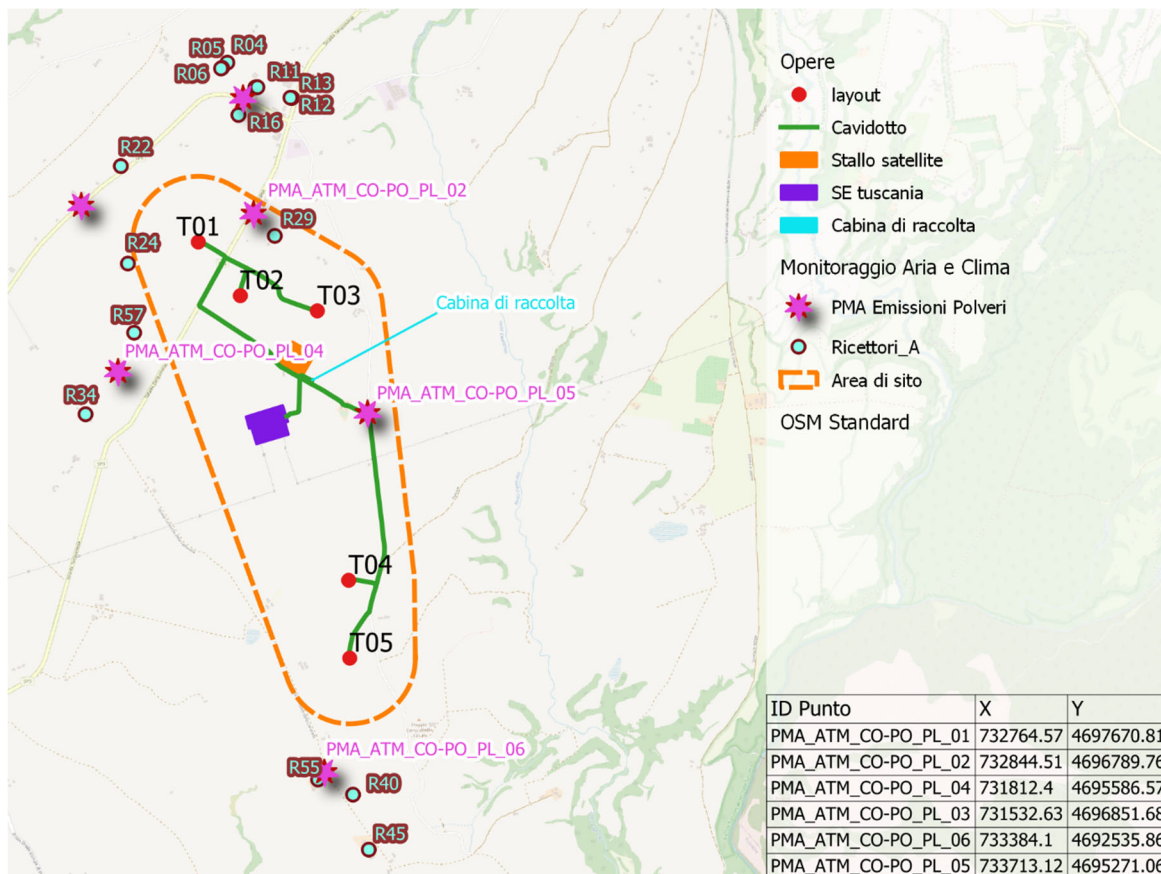 R05
R04
R06
R11
R13
R12
R16
R22
PMA_ATM_CO-PO_PL_02
R29
T01
R24
T02
T03
Cabina di raccolta
R57
PMA_ATM_CO-PO_PL_04
R34
PMA_ATM_CO-PO_PL_05
T04
T05
PMA_ATM_CO-PO_PL_06
R55
R40
R45
Opere
layout
Cavidotto
Stallo satellite
SE tuscania
Cabina di raccolta
Monitoraggio Aria e Clima
PMA Emissioni Polveri
Ricettori_A
Area di sito
OSM Standard
ID Punto X Y
PMA_ATM_CO-PO_PL_01 732764.57 4697670.81
PMA_ATM_CO-PO_PL_02 732844.51 4696789.76
PMA_ATM_CO-PO_PL_04 731812.4 4695586.57
PMA_ATM_CO-PO_PL_03 731532.63 4696851.68
PMA_ATM_CO-PO_PL_06 733384.1 4692535.86
PMA_ATM_CO-PO_PL_05 733713.12 4695271.06